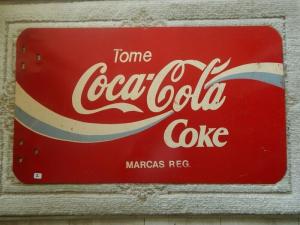 Tome
Coca-Cola
Coke
MARCAS REG.